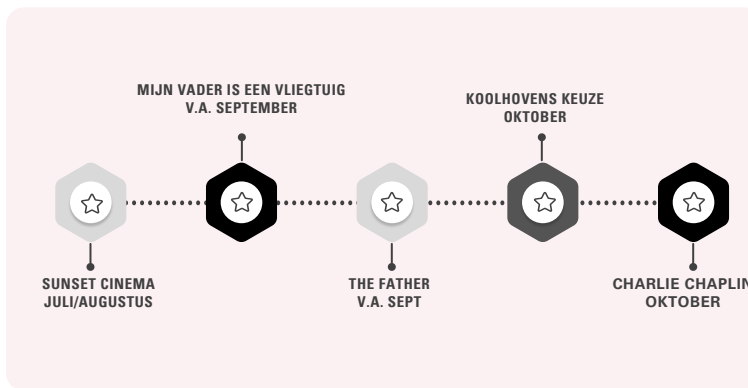 MIJN VADER IS EEN VLIEGTUIG
V.A. SEPTEMBER
KOOLHOVENS KEUZE
OKTOBER
SUNSET CINEMA
JULI/AUGUSTUS
THE FATHER
V.A. SEPT
CHARLIE CHAPLIN
OKTOBER